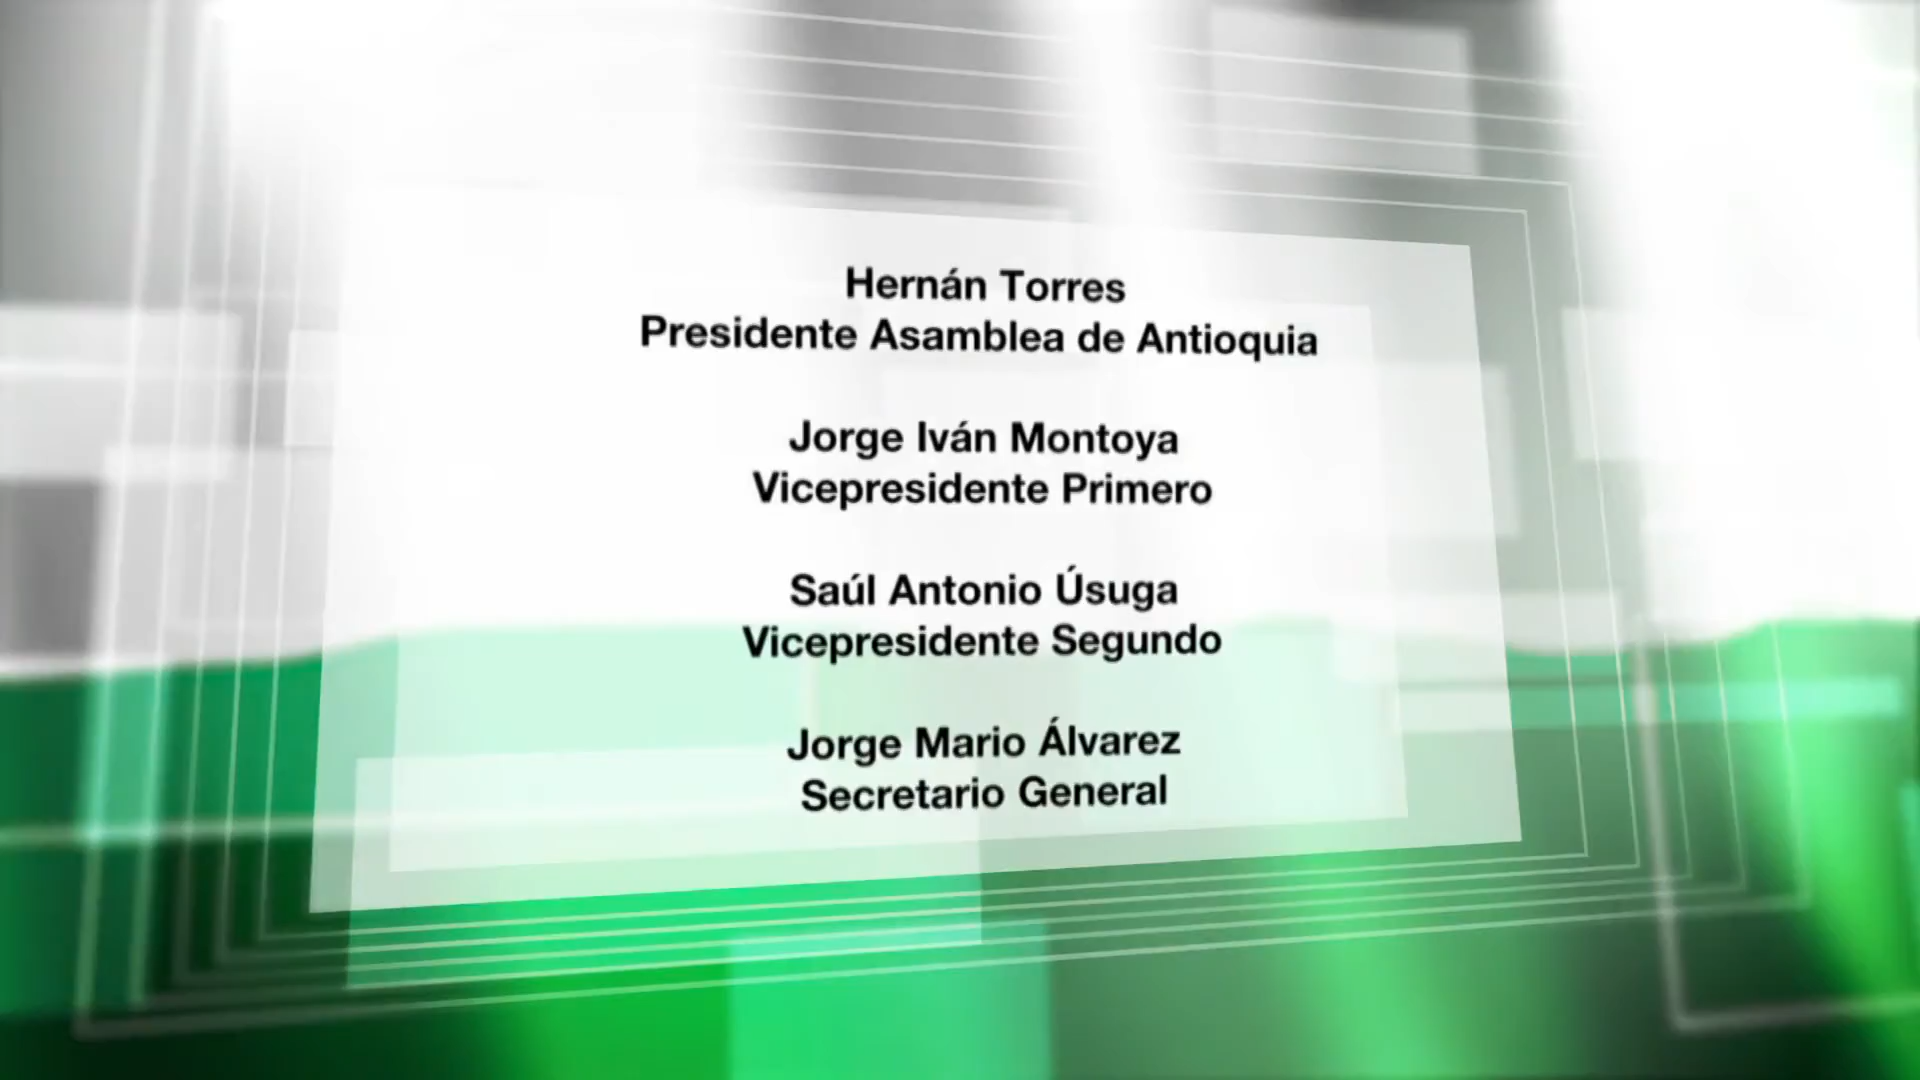 Hernán Torres
Presidente Asamblea de Antioquia
Jorge Iván Montoya
Vicepresidente Primero
Saúl Antonio Úsuga
Vicepresidente Segundo
Jorge Mario Álvarez
Secretario General